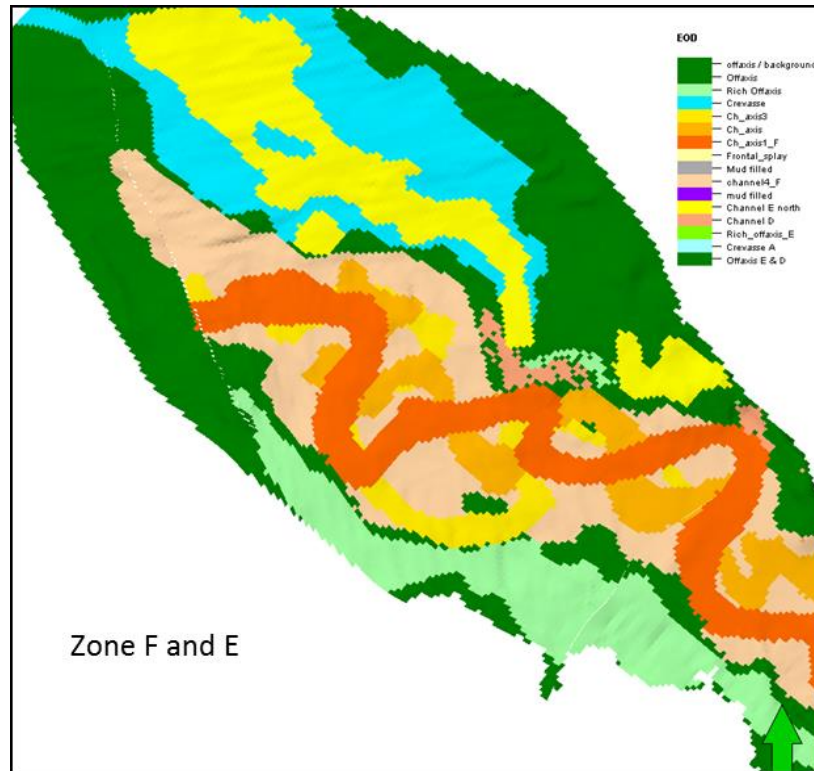 EOD
offaxis / background
Offaxis
Rich Offaxis
Crevasse
Ch_axis3
Ch_axis
Ch_axis1_F
Frontal_splay
Mud filled
channel4_F
mud filled
Channel E north
Channel D
Rich_offaxis_E
Crevasse A
Offaxis E & D
Zone F and E